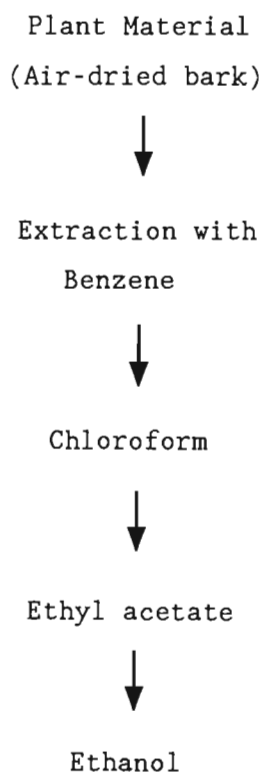 Plant Material
(Air-dried bark)
Extraction with
Benzene
Chloroform
Ethyl acetate
Ethanol